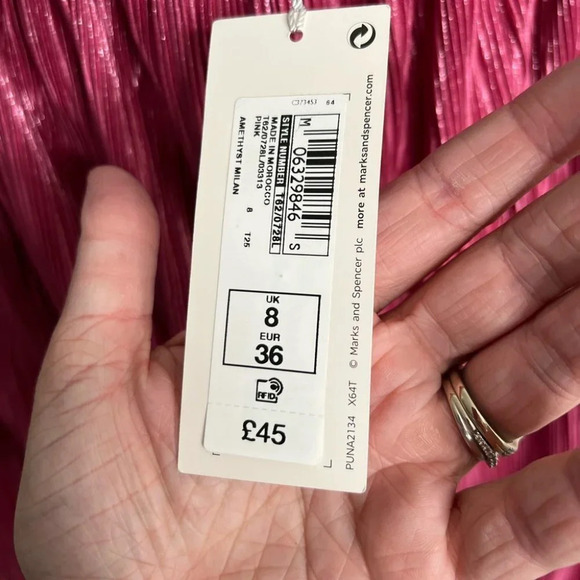 C373453 64
M 06329846 S
STYLE NUMBER T62/0728L
MADE IN MOROCCO
T62/0728L/03313
PINK
8 T25
AMETHYST MILAN
UK
8
EUR
36
RFID
£45
more at marksandspencer.com
© Marks and Spencer plc
PUNA2134 X64T